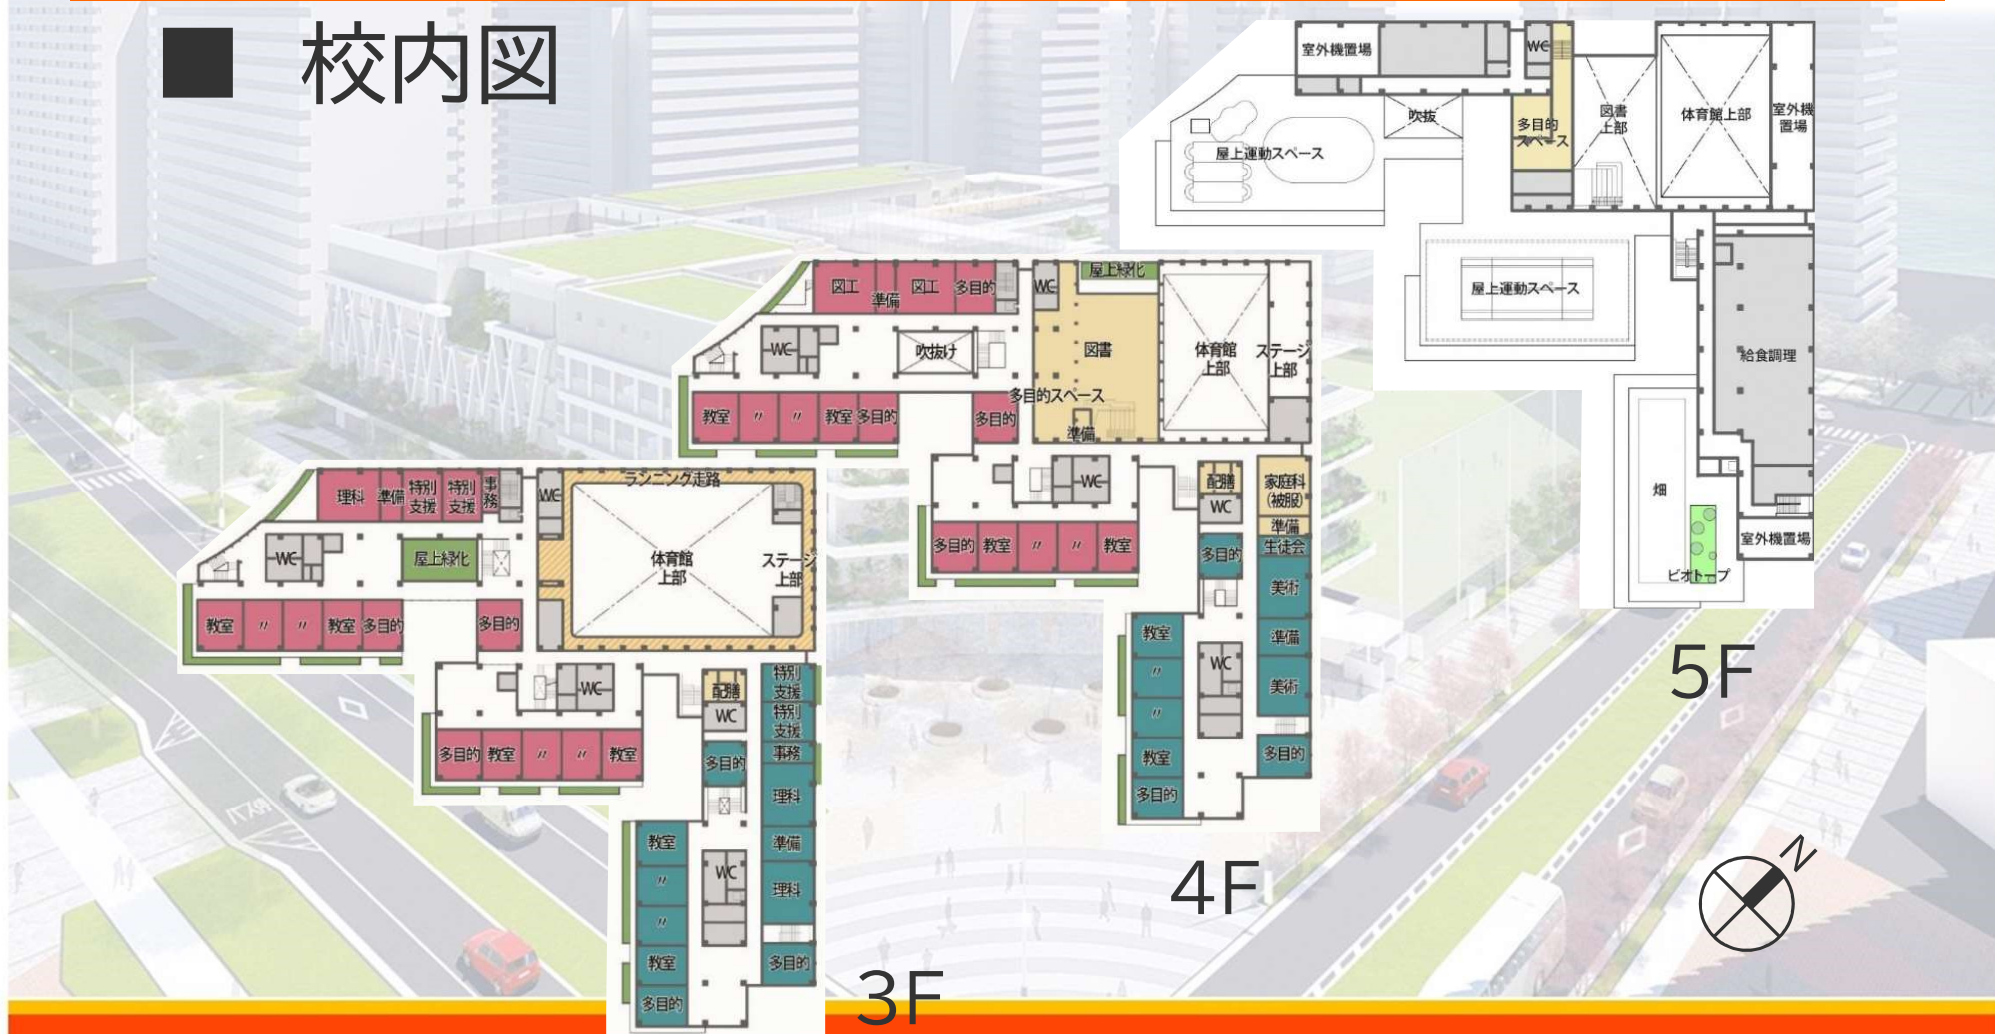 ■ 校内図
室外機置場
WC
吹抜
多目的
スペース
図書
上部
体育館上部
室外機
置場
屋上運動スペース
屋上運動スペース
給食調理
畑
ビオトープ
室外機置場
5F
図工
準備
図工
多目的
WC
屋上緑化
WC
吹抜け
図書
体育館
上部
ステージ
上部
多目的スペース
教室
〃
〃
教室
多目的
多目的
準備
WC
配膳
WC
家庭科
(被服)
準備
生徒会
多目的
教室
〃
〃
教室
多目的
美術
準備
美術
多目的
教室
〃
〃
教室
多目的
WC
4F
理科
準備
特別
支援
特別
支援
事
務
WC
ランニング走路
WC
屋上緑化
体育館
上部
ステージ
上部
教室
〃
〃
教室
多目的
多目的
WC
配膳
WC
特別
支援
特別
支援
事務
多目的
教室
〃
〃
教室
多目的
理科
準備
理科
多目的
教室
〃
〃
教室
多目的
WC
3F
N